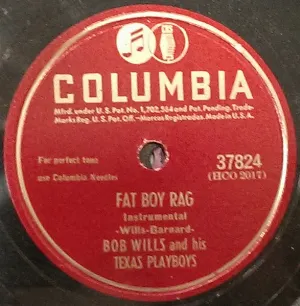 COLUMBIA
Mfrd. under U.S. Pat. No. 1,702,564 and Pat. Pending. Trade-
Marks Reg. U.S. Pat. Off.—Marcas Registradas. Made in U.S.A.
For perfect tone
use Columbia Needles
37824
(HCO 2017)
FAT BOY RAG
Instrumental
-Wills-Barnard-
BOB WILLS and his
TEXAS PLAYBOYS